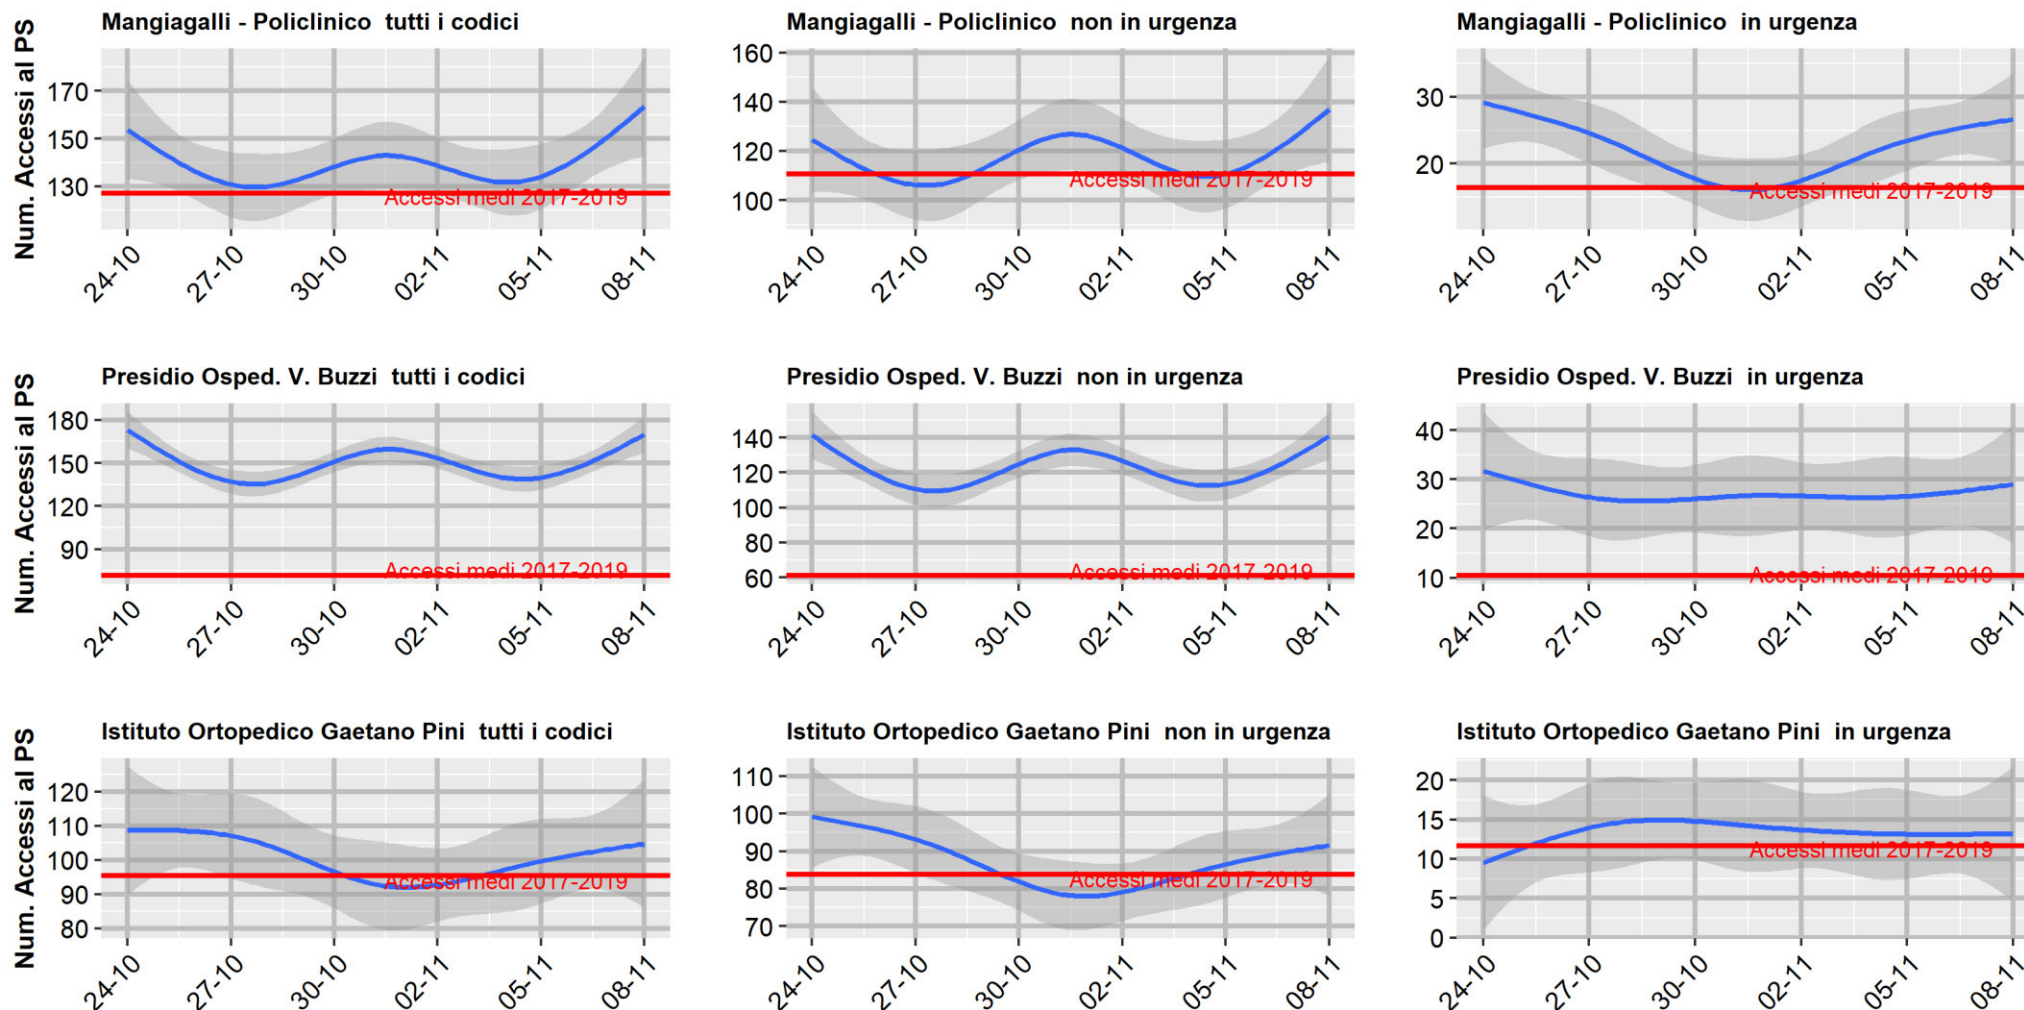 Mangiagalli - Policlinico tutti i codici
Num. Accessi al PS
170
150
130
Accessi medi 2017-2019
24-10 27-10 30-10 02-11 05-11 08-11
Mangiagalli - Policlinico non in urgenza
160
140
120
100
Accessi medi 2017-2019
24-10 27-10 30-10 02-11 05-11 08-11
Mangiagalli - Policlinico in urgenza
30
20
Accessi medi 2017-2019
24-10 27-10 30-10 02-11 05-11 08-11
Presidio Osped. V. Buzzi tutti i codici
Num. Accessi al PS
180
150
120
90
Accessi medi 2017-2019
24-10 27-10 30-10 02-11 05-11 08-11
Presidio Osped. V. Buzzi non in urgenza
140
120
100
80
60
Accessi medi 2017-2019
24-10 27-10 30-10 02-11 05-11 08-11
Presidio Osped. V. Buzzi in urgenza
40
30
20
10
Accessi medi 2017-2019
24-10 27-10 30-10 02-11 05-11 08-11
Istituto Ortopedico Gaetano Pini tutti i codici
Num. Accessi al PS
120
110
100
90
80
Accessi medi 2017-2019
24-10 27-10 30-10 02-11 05-11 08-11
Istituto Ortopedico Gaetano Pini non in urgenza
110
100
90
80
70
Accessi medi 2017-2019
24-10 27-10 30-10 02-11 05-11 08-11
Istituto Ortopedico Gaetano Pini in urgenza
20
15
10
5
0
Accessi medi 2017-2019
24-10 27-10 30-10 02-11 05-11 08-11